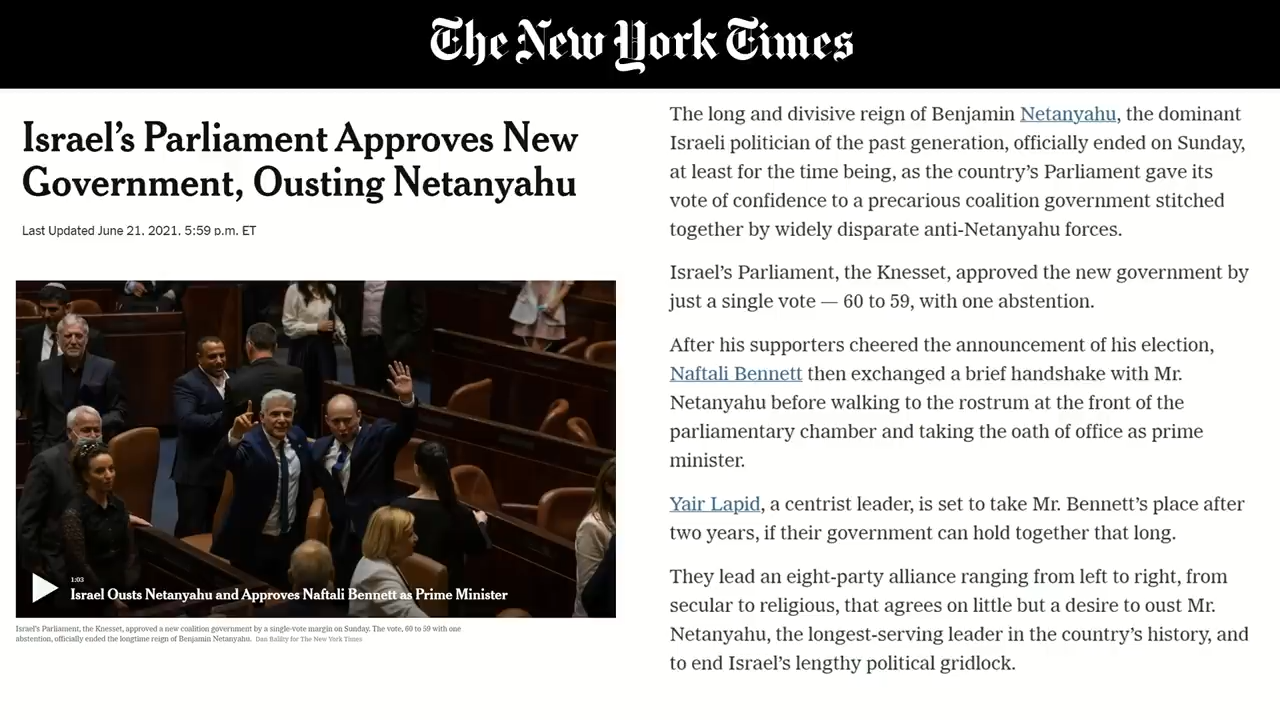 The New York Times
Israel’s Parliament Approves New
Government, Ousting Netanyahu
Last Updated June 21, 2021, 5:59 p.m. ET
1:03
Israel Ousts Netanyahu and Approves Naftali Bennett as Prime Minister
Israel’s Parliament, the Knesset, approved a new coalition government by a single-vote margin on Sunday. The vote, 60 to 59 with one
abstention, officially ended the longtime reign of Benjamin Netanyahu. Dan Balilty for The New York Times
The long and divisive reign of Benjamin Netanyahu, the dominant
Israeli politician of the past generation, officially ended on Sunday,
at least for the time being, as the country’s Parliament gave its
vote of confidence to a precarious coalition government stitched
together by widely disparate anti-Netanyahu forces.
Israel’s Parliament, the Knesset, approved the new government by
just a single vote — 60 to 59, with one abstention.
After his supporters cheered the announcement of his election,
Naftali Bennett then exchanged a brief handshake with Mr.
Netanyahu before walking to the rostrum at the front of the
parliamentary chamber and taking the oath of office as prime
minister.
Yair Lapid, a centrist leader, is set to take Mr. Bennett’s place after
two years, if their government can hold together that long.
They lead an eight-party alliance ranging from left to right, from
secular to religious, that agrees on little but a desire to oust Mr.
Netanyahu, the longest-serving leader in the country’s history, and
to end Israel’s lengthy political gridlock.